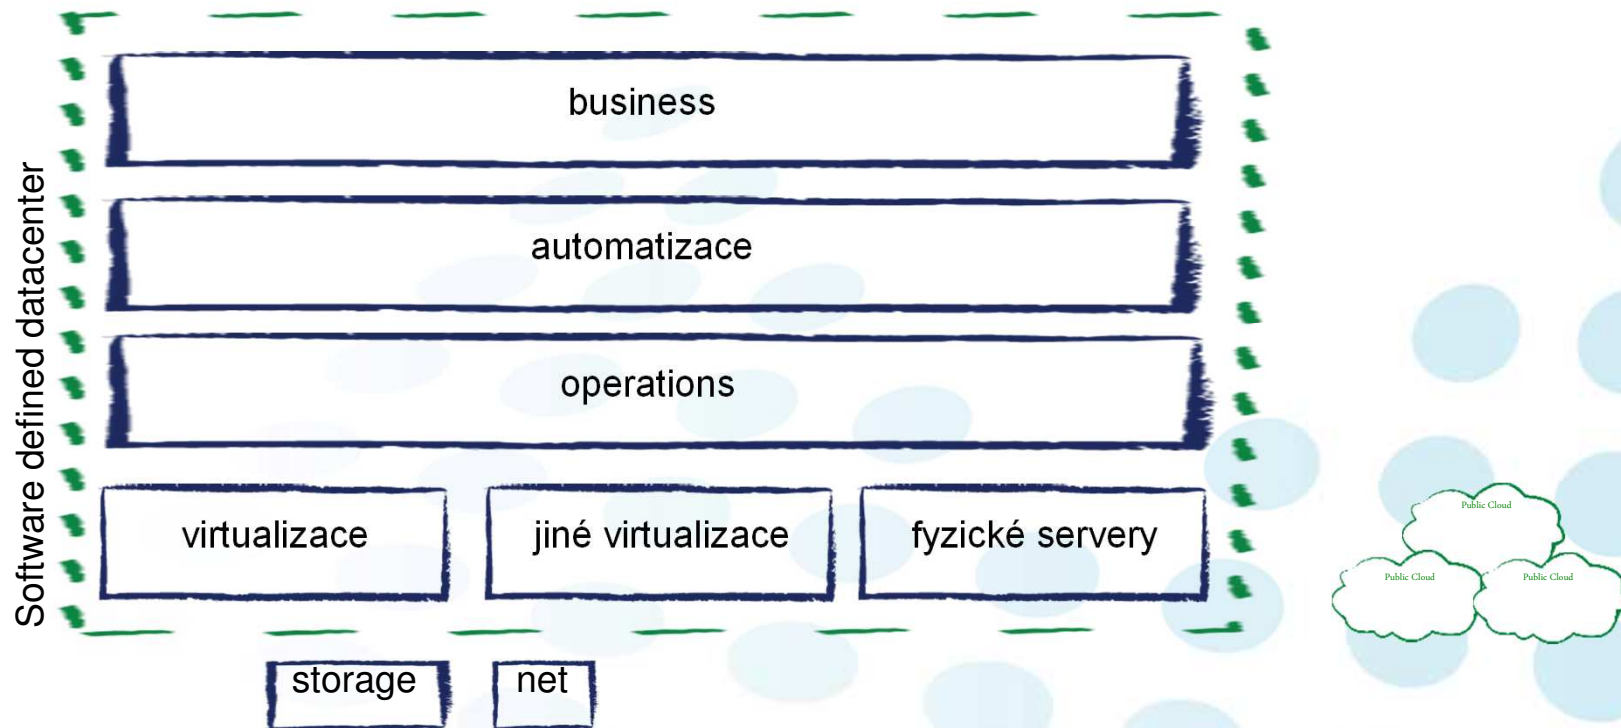 Software defined datacenter
business
automatizace
operations
virtualizace
jiné virtualizace
fyzické servery
Public Cloud
Public Cloud
Public Cloud
storage
net